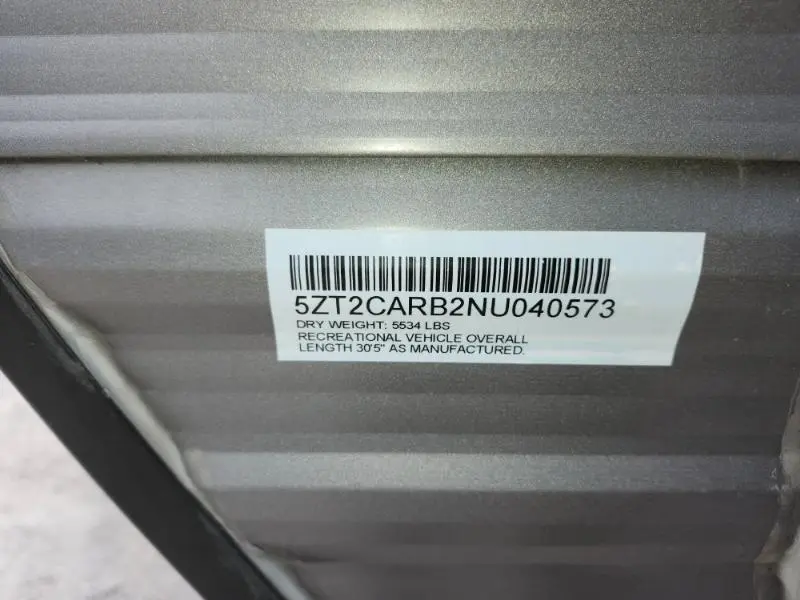 5ZT2CARB2NU040573
DRY WEIGHT: 5534 LBS
RECREATIONAL VEHICLE OVERALL
LENGTH 30'5" AS MANUFACTURED.